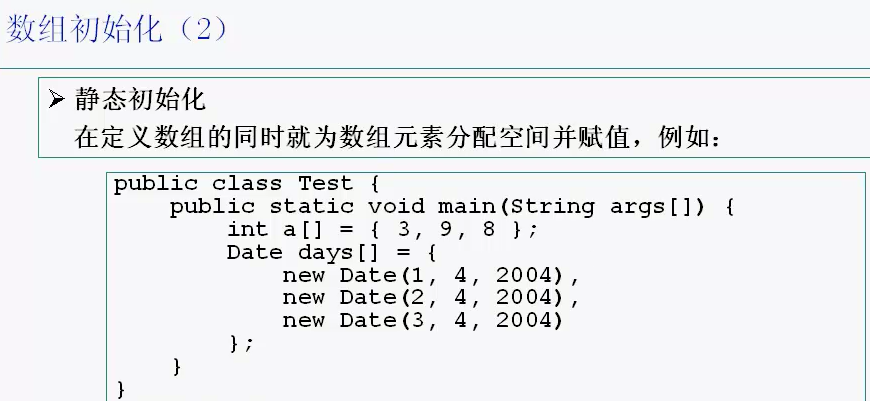 数组初始化（2）
➢ 静态初始化
在定义数组的同时就为数组元素分配空间并赋值，例如：
public class Test {
    public static void main(String args[]) {
        int a[] = { 3, 9, 8 };
        Date days[] = {
            new Date(1, 4, 2004),
            new Date(2, 4, 2004),
            new Date(3, 4, 2004)
        };
    }
}